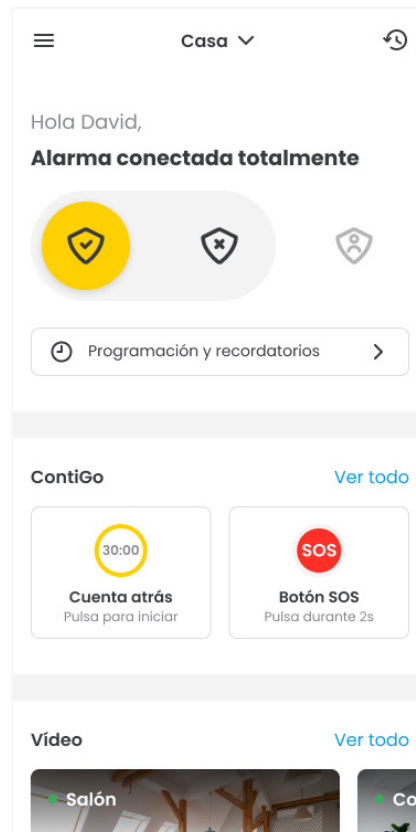 Casa
Hola David,
Alarma conectada totalmente
Programación y recordatorios
ContiGo Ver todo
30:00 SOS
Cuenta atrás Botón SOS
Pulsa para iniciar Pulsa durante 2s
Vídeo Ver todo
Salón Co